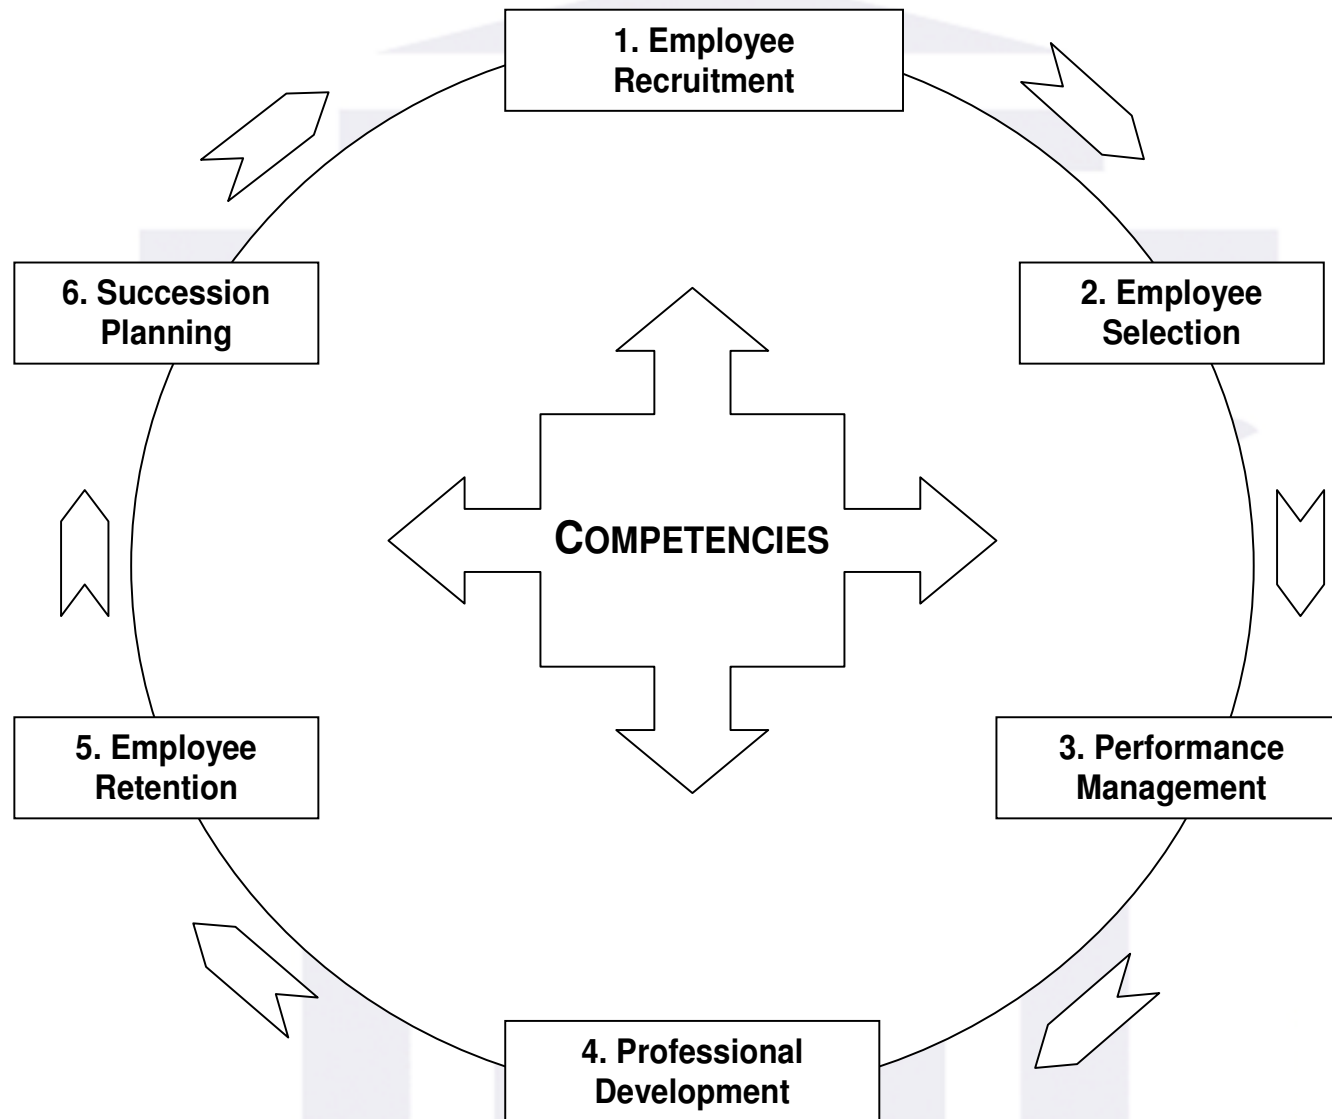 1. Employee
Recruitment
2. Employee
Selection
3. Performance
Management
4. Professional
Development
5. Employee
Retention
6. Succession
Planning
COMPETENCIES